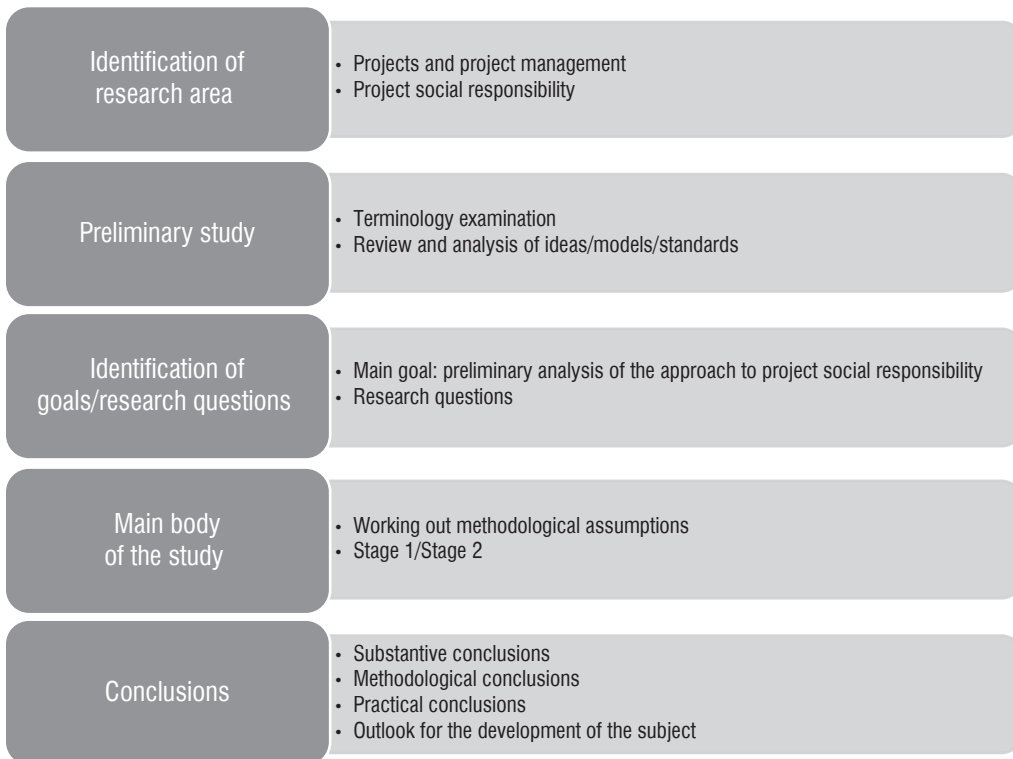 Identification of
research area
• Projects and project management
• Project social responsibility
Preliminary study
• Terminology examination
• Review and analysis of ideas/models/standards
Identification of
goals/research questions
• Main goal: preliminary analysis of the approach to project social responsibility
• Research questions
Main body
of the study
• Working out methodological assumptions
• Stage 1/Stage 2
Conclusions
• Substantive conclusions
• Methodological conclusions
• Practical conclusions
• Outlook for the development of the subject